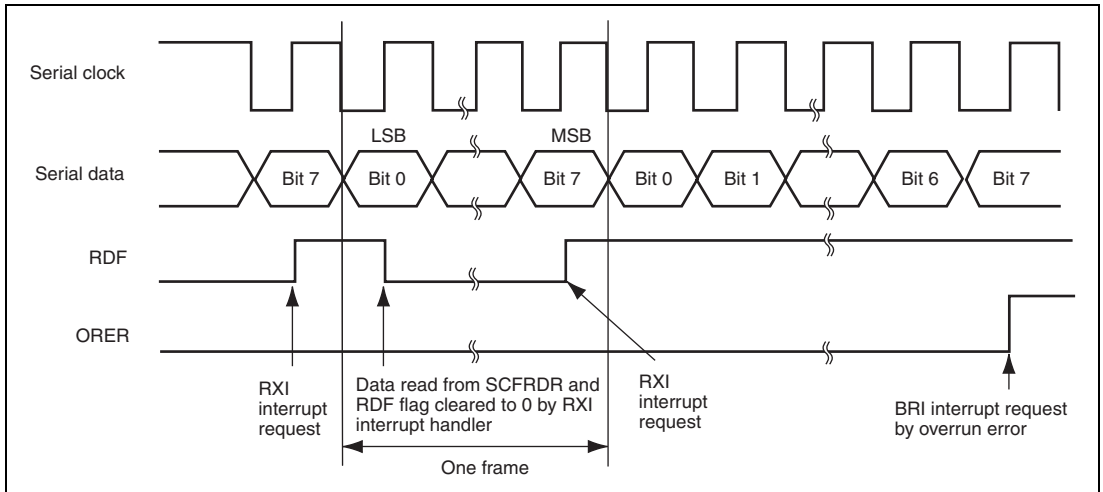 Serial clock
LSB
MSB
Serial data
Bit 7
Bit 0
Bit 7
Bit 0
Bit 1
Bit 6
Bit 7
RDF
ORER
RXI
interrupt
request
Data read from SCFRDR and
RDF flag cleared to 0 by RXI
interrupt handler
RXI
interrupt
request
BRI interrupt request
by overrun error
One frame